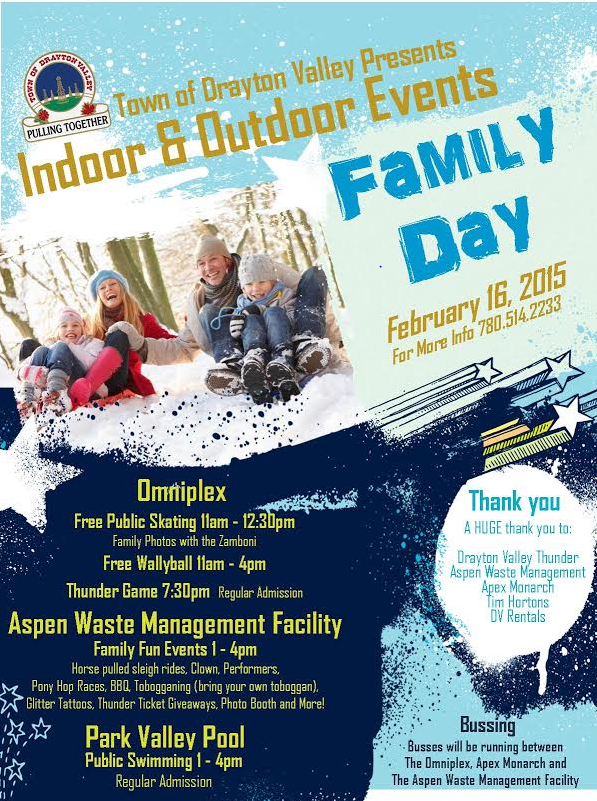 TOWN OF DRAYTON VALLEY
PULLING TOGETHER
Town of Drayton Valley Presents
Indoor & Outdoor Events
FAMILY
DAY
February 16, 2015
For More Info 780.514.2233
Omniplex
Free Public Skating 11am - 12:30pm
Family Photos with the Zamboni
Free Wallyball 11am - 4pm
Thunder Game 7:30pm Regular Admission
Aspen Waste Management Facility
Family Fun Events 1 - 4pm
Horse pulled sleigh rides, Clown, Performers,
Pony Hop Races, BBQ, Tobogganing (bring your own toboggan),
Glitter Tattoos, Thunder Ticket Giveaways, Photo Booth and More!
Park Valley Pool
Public Swimming 1 - 4pm
Regular Admission
Thank you
A HUGE thank you to:
Drayton Valley Thunder
Aspen Waste Management
Apex Monarch
Tim Hortons
DV Rentals
Bussing
Busses will be running between
The Omniplex, Apex Monarch and
The Aspen Waste Management Facility